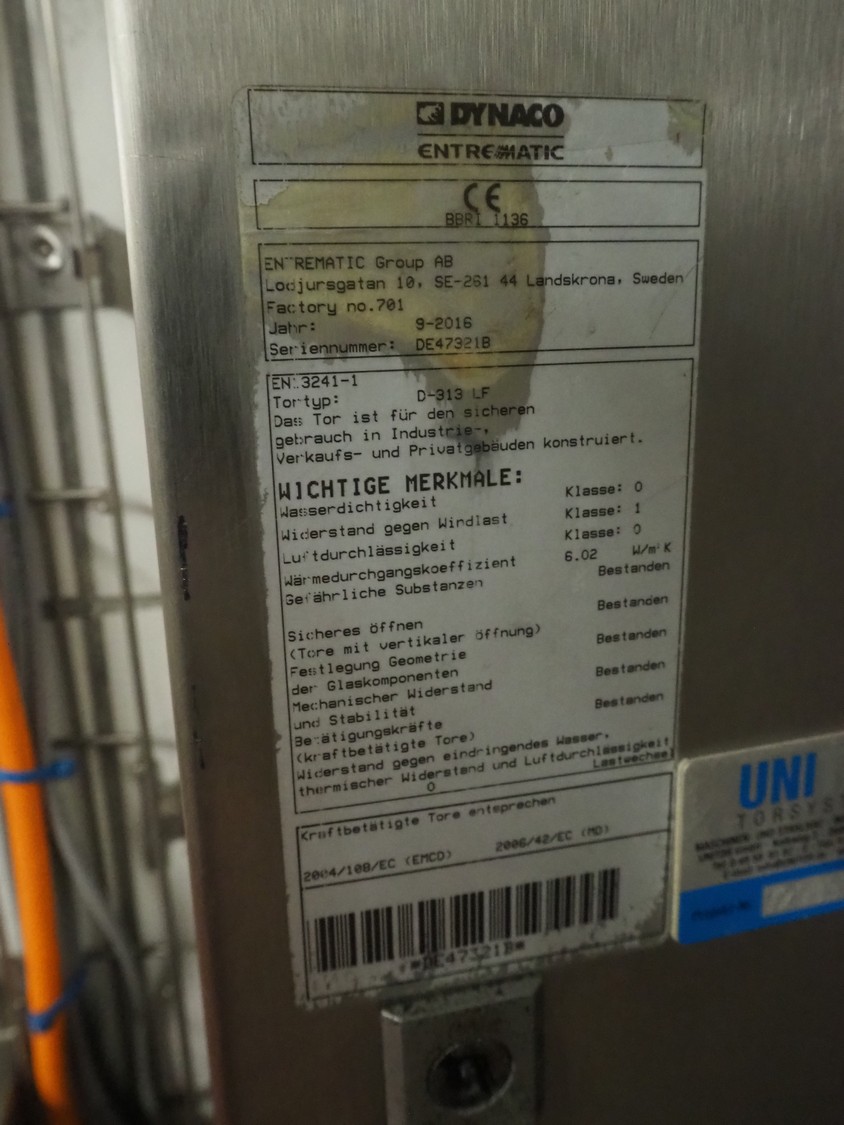 DYNACO
ENTREMATIC
CE
BBRI 1136
ENTREMATIC Group AB
Lodjursgatan 10, SE-261 44 Landskrona, Sweden
Factory no.701
Jahr: 9-2016
Seriennummer: DE47321B
EN13241-1
Tortyp: D-313 LF
Das Tor ist für den sicheren
gebrauch in Industrie-,
Verkaufs- und Privatgebäuden konstruiert.
WICHTIGE MERKMALE:
Wasserdichtigkeit Klasse: 0
Widerstand gegen Windlast Klasse: 1
Luftdurchlässigkeit Klasse: 0
Wärmedurchgangskoeffizient 6.02 W/m²K
Gefährliche Substanzen Bestanden
Sicheres öffnen Bestanden
(Tore mit vertikaler öffnung)
Festlegung Geometrie Bestanden
der Glaskomponenten
Mechanischer Widerstand Bestanden
und Stabilität
Betätigungskräfte Bestanden
(kraftbetätigte Tore)
Widerstand gegen eindringendes Wasser,
thermischer Widerstand und Luftdurchlässigkeit
0 Lastwechsel
Kraftbetätigte Tore entsprechen
2004/108/EC (EMCD) 2006/42/EC (MD)
*DE47321B*
UNI
TORSYS